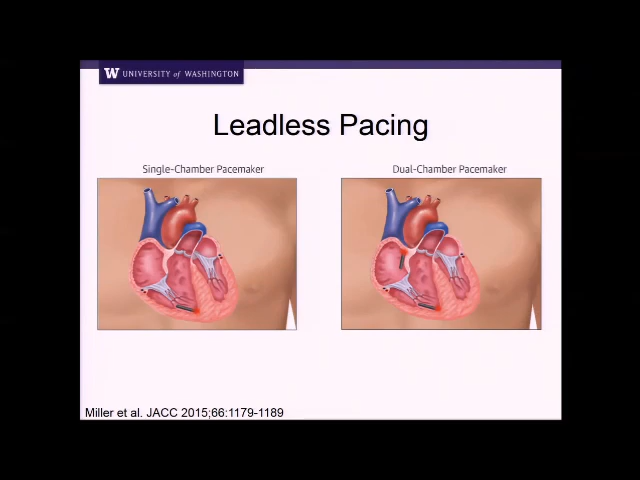 W UNIVERSITY of WASHINGTON
Leadless Pacing
Single-Chamber Pacemaker
Dual-Chamber Pacemaker
Miller et al. JACC 2015;66:1179-1189